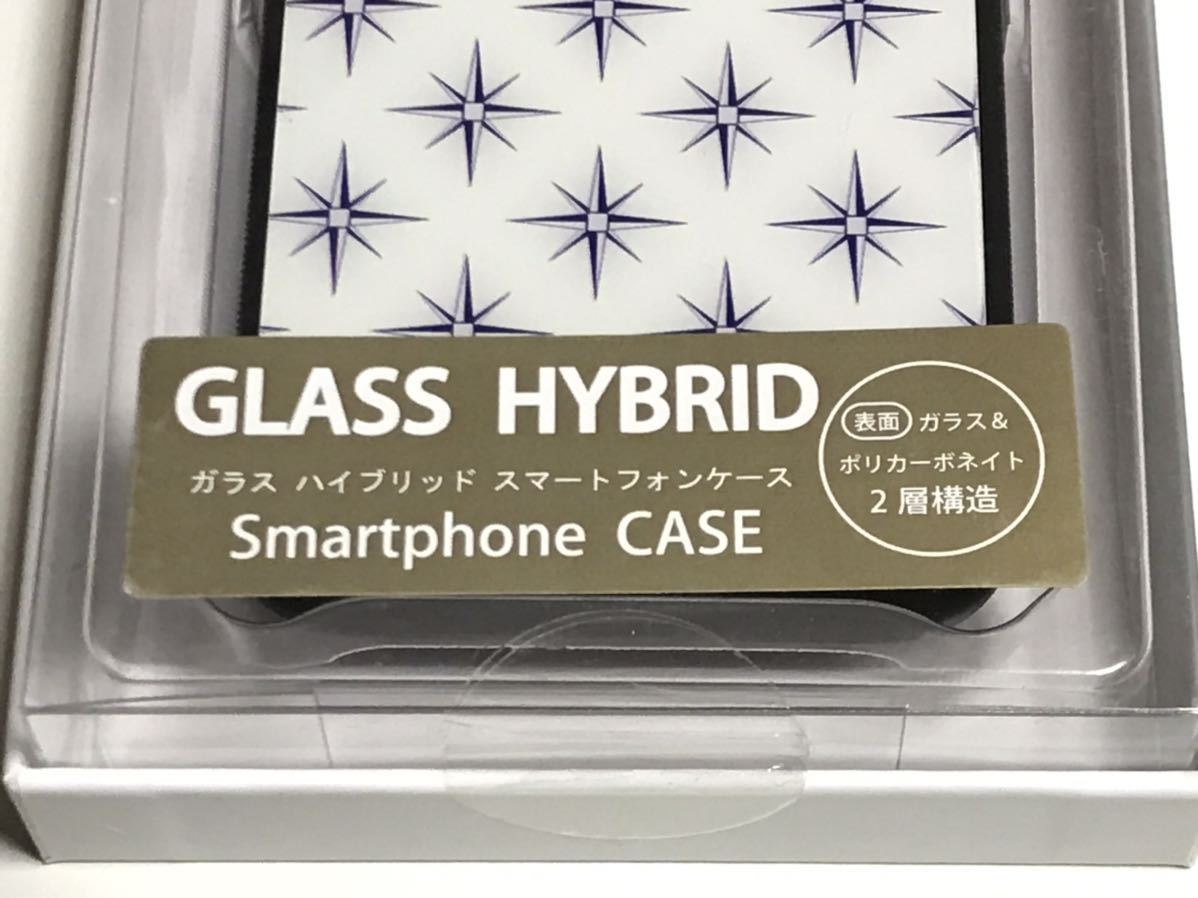 GLASS HYBRID
ガラス ハイブリッド スマートフォンケース
Smartphone CASE
表面 ガラス&
ポリカーボネイト
2層構造